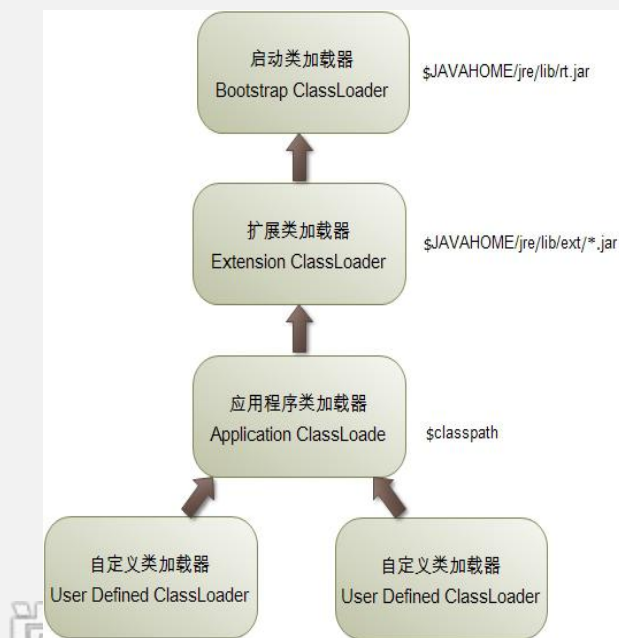 启动类加载器
Bootstrap ClassLoader
$JAVAHOME/jre/lib/rt.jar
扩展类加载器
Extension ClassLoader
$JAVAHOME/jre/lib/ext/*.jar
应用程序类加载器
Application ClassLoade
$classpath
自定义类加载器
User Defined ClassLoader
自定义类加载器
User Defined ClassLoader